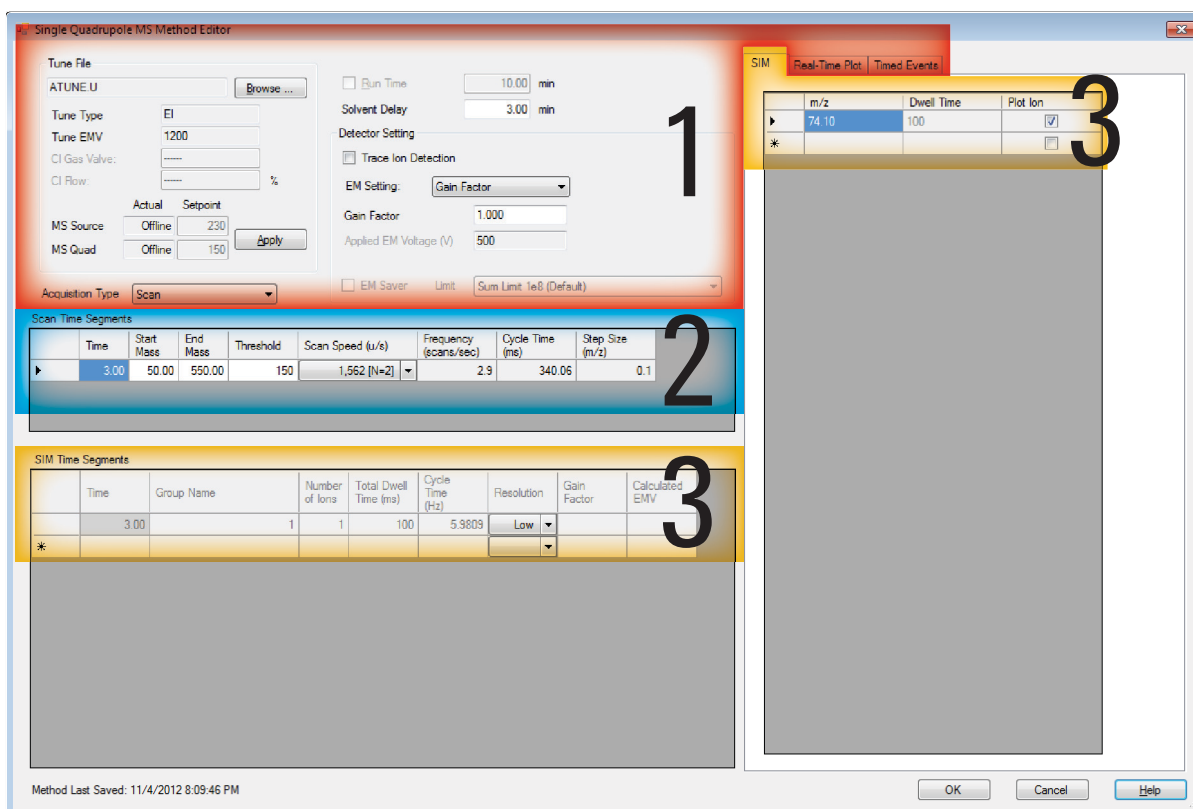 Single Quadrupole MS Method Editor
Tune File
ATUNE.U Browse ...
Tune Type EI
Tune EMV 1200
CI Gas Valve: -----
CI Flow: ----- %
Actual Setpoint
MS Source Offline 230
MS Quad Offline 150
Apply
Acquisition Type Scan
Run Time 10.00 min
Solvent Delay 3.00 min
Detector Setting
Trace Ion Detection
EM Setting: Gain Factor
Gain Factor 1.000
Applied EM Voltage (V) 500
EM Saver Limit Sum Limit 1e8 (Default)
1
SIM Real-Time Plot Timed Events
m/z Dwell Time Plot Ion
74.10 100
*
3
Scan Time Segments
Time Start Mass End Mass Threshold Scan Speed (u/s) Frequency (scans/sec) Cycle Time (ms) Step Size (m/z)
3.00 50.00 550.00 150 1,562 [N=2] 2.9 340.06 0.1
2
SIM Time Segments
Time Group Name Number of Ions Total Dwell Time (ms) Cycle Time (Hz) Resolution Gain Factor Calculated EMV
3.00 1 1 100 5.9809 Low
*
3
Method Last Saved: 11/4/2012 8:09:46 PM
OK Cancel Help